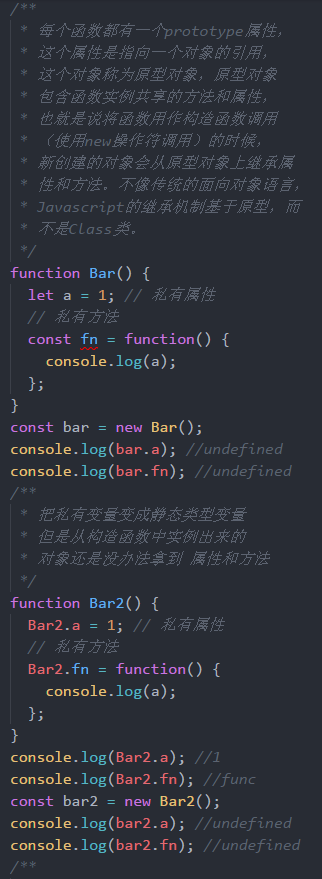 /**
* 每个函数都有一个prototype属性，
* 这个属性是指向一个对象的引用，
* 这个对象称为原型对象，原型对象
* 包含函数实例共享的方法和属性，
* 也就是说将函数用作构造函数调用
* （使用new操作符调用）的时候，
* 新创建的对象会从原型对象上继承属
* 性和方法。不像传统的面向对象语言，
* Javascript的继承机制基于原型，而
* 不是Class类。
*/
function Bar() {
let a = 1; // 私有属性
// 私有方法
const fn = function() {
console.log(a);
};
}
const bar = new Bar();
console.log(bar.a); //undefined
console.log(bar.fn); //undefined
/**
* 把私有变量变成静态类型变量
* 但是从构造函数中实例出来的
* 对象还是没办法拿到 属性和方法
*/
function Bar2() {
Bar2.a = 1; // 私有属性
// 私有方法
Bar2.fn = function() {
console.log(a);
};
}
console.log(Bar2.a); //1
console.log(Bar2.fn); //func
const bar2 = new Bar2();
console.log(bar2.a); //undefined
console.log(bar2.fn); //undefined
/**